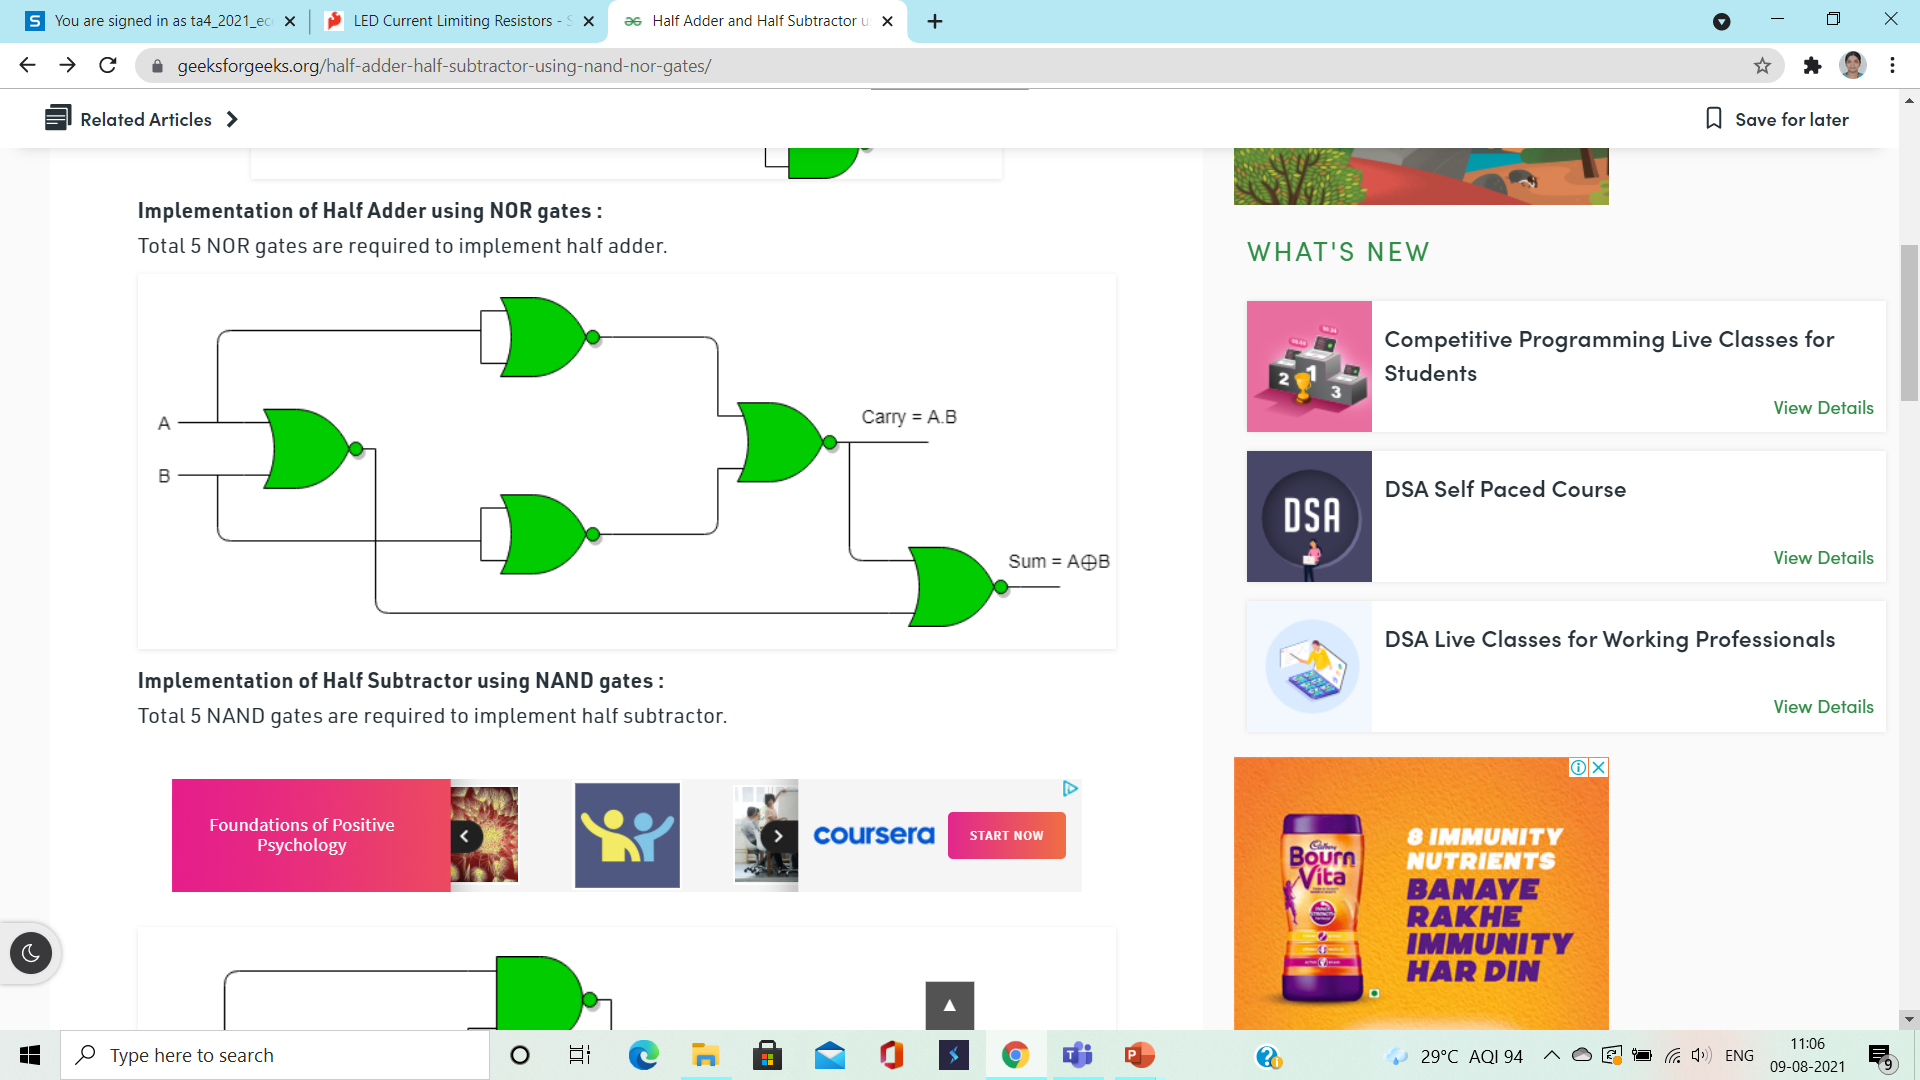 You are signed in as ta4_2021_ec
LED Current Limiting Resistors - S
Half Adder and Half Subtractor u
geeksforgeeks.org/half-adder-half-subtractor-using-nand-nor-gates/
Related Articles
Save for later
Implementation of Half Adder using NOR gates :
Total 5 NOR gates are required to implement half adder.
A
B
Carry = A.B
Sum = A⊕B
Implementation of Half Subtractor using NAND gates :
Total 5 NAND gates are required to implement half subtractor.
Foundations of Positive
Psychology
coursera
START NOW
WHAT'S NEW
2 1 3
Competitive Programming Live Classes for
Students
View Details
DSA
DSA Self Paced Course
View Details
DSA Live Classes for Working Professionals
View Details
Cadbury
Bourn
Vita
8 IMMUNITY
NUTRIENTS
BANAYE
RAKHE
IMMUNITY
HAR DIN
Type here to search
29°C AQI 94
ENG
11:06
09-08-2021
9